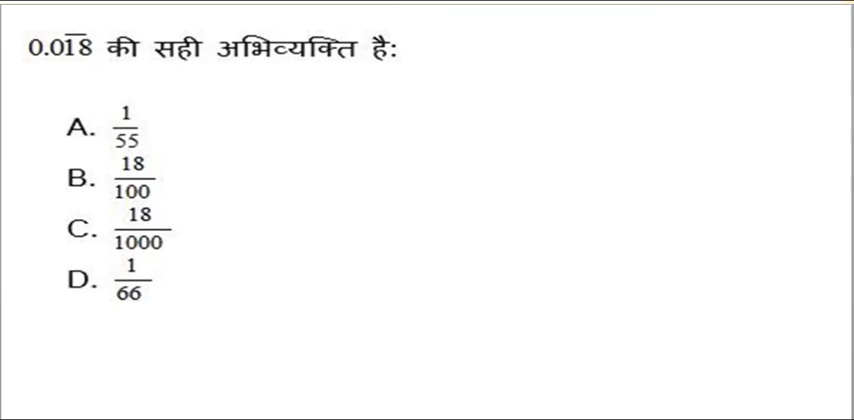 0.01̅8̅ की सही अभिव्यक्ति है:
A. 1/55
B. 18/100
C. 18/1000
D. 1/66